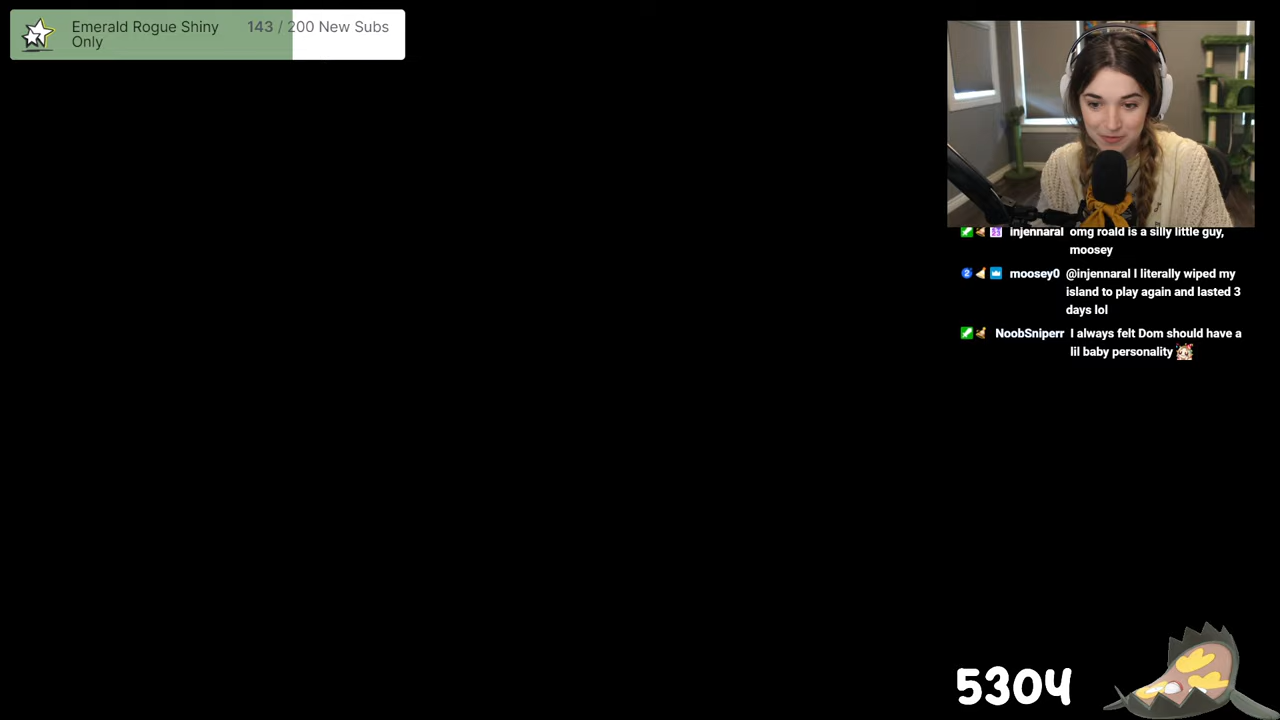 Emerald Rogue Shiny Only
143 / 200 New Subs
injennaral omg roald is a silly little guy,
moosey
2 moosey0 @injennaral I literally wiped my
island to play again and lasted 3
days lol
NoobSniperr I always felt Dom should have a
lil baby personality
5304